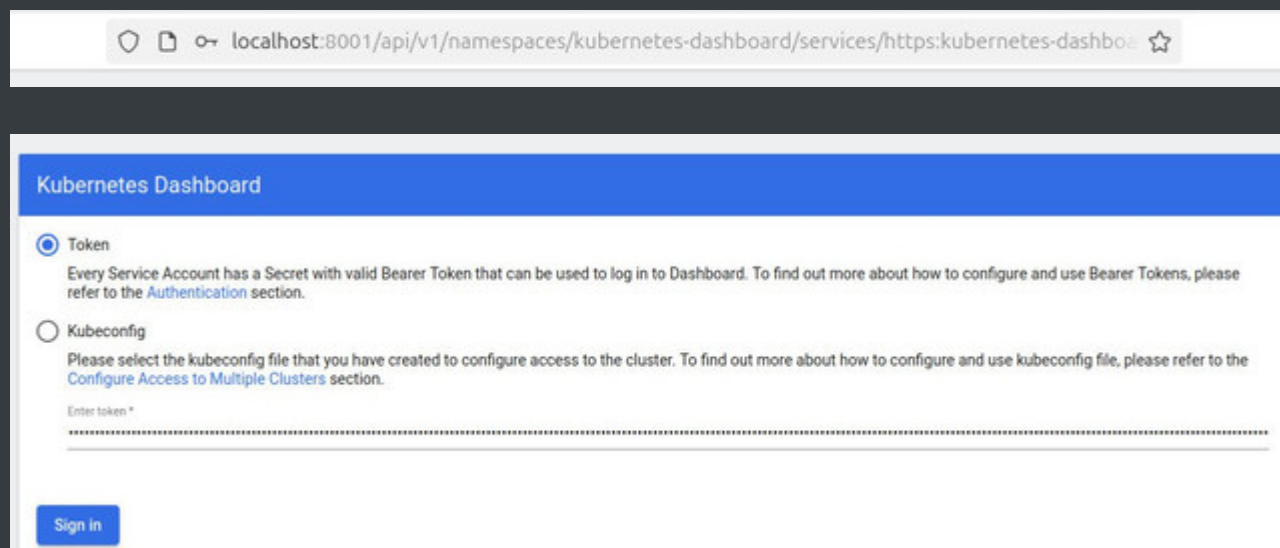 localhost:8001/api/v1/namespaces/kubernetes-dashboard/services/https:kubernetes-dashboa
Kubernetes Dashboard
Token
Every Service Account has a Secret with valid Bearer Token that can be used to log in to Dashboard. To find out more about how to configure and use Bearer Tokens, please
refer to the Authentication section.
Kubeconfig
Please select the kubeconfig file that you have created to configure access to the cluster. To find out more about how to configure and use kubeconfig file, please refer to the
Configure Access to Multiple Clusters section.
Enter token *
Sign in